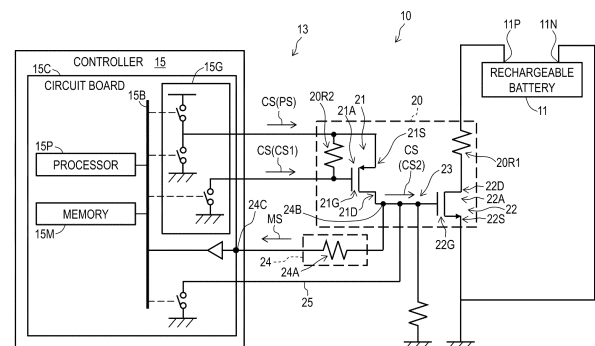 10
13
11P
11N
CONTROLLER 15
15C
15G
CIRCUIT BOARD
15B
RECHARGEABLE BATTERY
11
CS(PS)
20R2
21
20
21A
21S
15P
PROCESSOR
CS(CS1)
CS (CS2)
23
20R1
21G
21D
22D
22A
22
22S
MEMORY
15M
24C
MS
24B
22G
24
24A
25